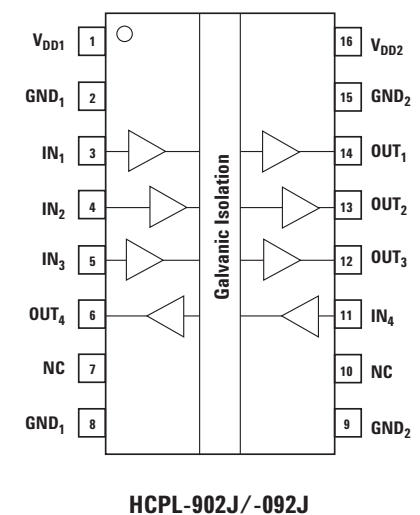 VDD1 1 16 VDD2
GND1 2 15 GND2
IN1 3 14 OUT1
IN2 4 13 OUT2
IN3 5 12 OUT3
OUT4 6 11 IN4
NC 7 10 NC
GND1 8 9 GND2
Galvanic Isolation
HCPL-902J/-092J